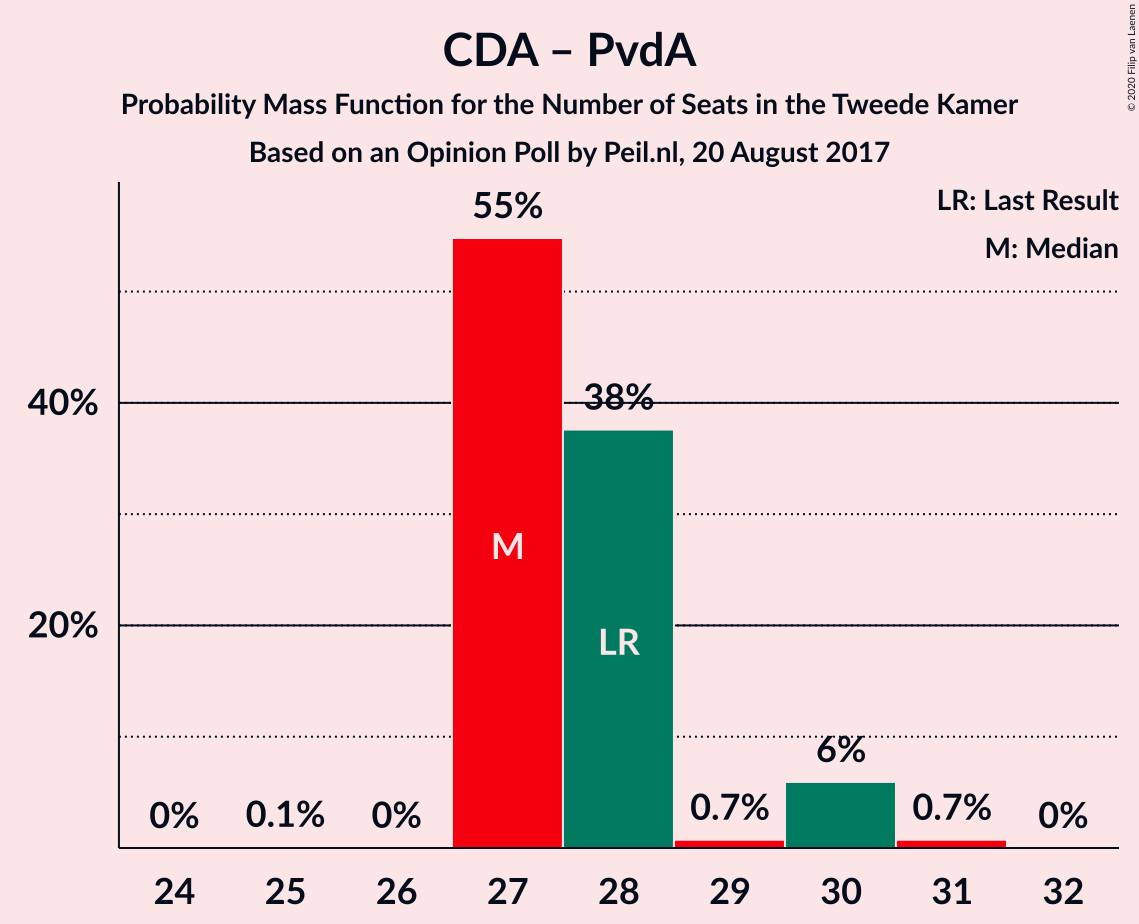 CDA – PvdA
Probability Mass Function for the Number of Seats in the Tweede Kamer
Based on an Opinion Poll by Peil.nl, 20 August 2017
© 2020 Filip van Laenen
LR: Last Result
M: Median
55%
40%
38%
M
20%
LR
6%
0%
0.1%
0%
0.7%
0.7%
0%
24 25 26 27 28 29 30 31 32